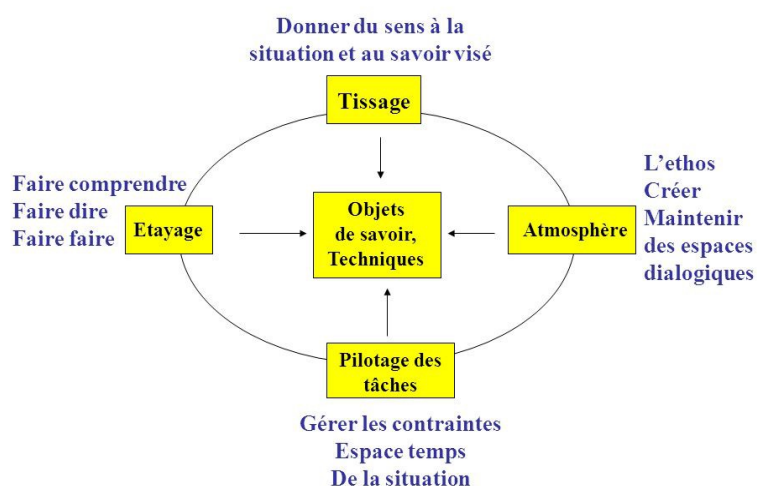 Donner du sens à la
situation et au savoir visé
Tissage
Faire comprendre
Faire dire
Faire faire
Etayage
Objets
de savoir,
Techniques
Atmosphère
L’ethos
Créer
Maintenir
des espaces
dialogiques
Pilotage des
tâches
Gérer les contraintes
Espace temps
De la situation